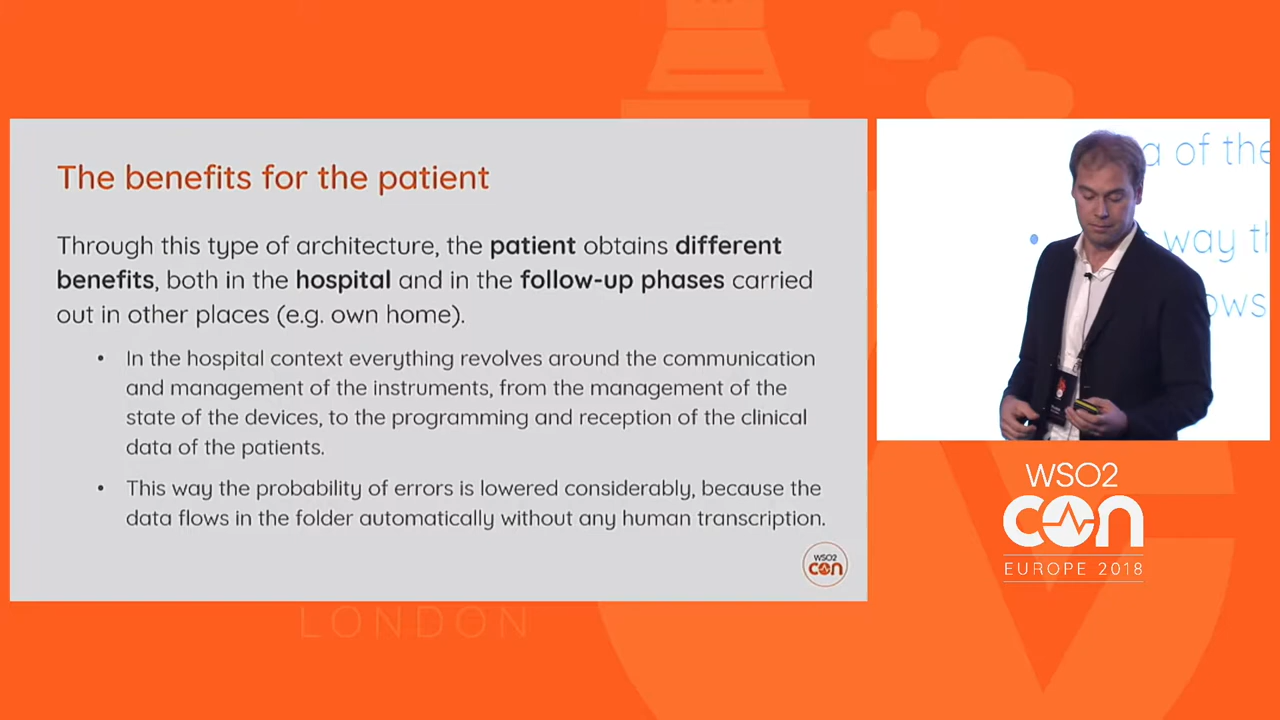 The benefits for the patient
Through this type of architecture, the patient obtains different
benefits, both in the hospital and in the follow-up phases carried
out in other places (e.g. own home).
• In the hospital context everything revolves around the communication
and management of the instruments, from the management of the
state of the devices, to the programming and reception of the clinical
data of the patients.
• This way the probability of errors is lowered considerably, because the
data flows in the folder automatically without any human transcription.
WSO2
con
a of the
• way th
ows
WSO2
con
EUROPE 2018
LONDON